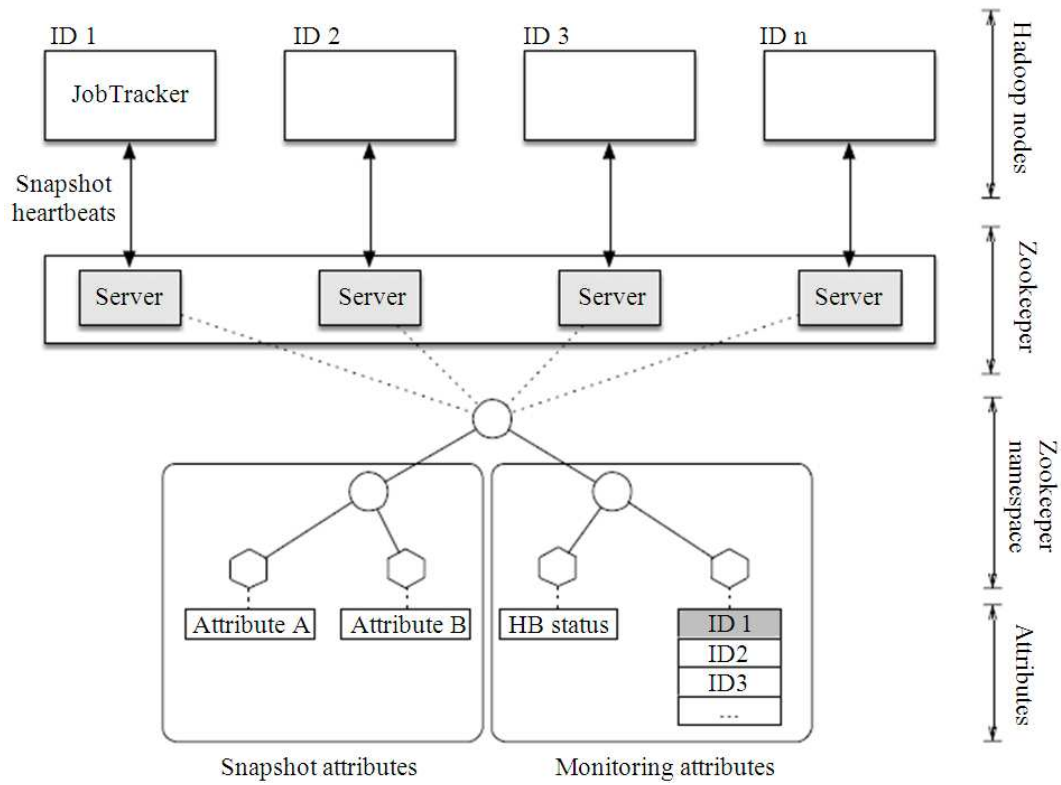 ID 1
ID 2
ID 3
ID n
JobTracker
Hadoop nodes
Snapshot
heartbeats
Server
Server
Server
Server
Zookeeper
Zookeeper
namespace
Attribute A
Attribute B
HB status
ID 1
ID2
ID3
...
Attributes
Snapshot attributes
Monitoring attributes